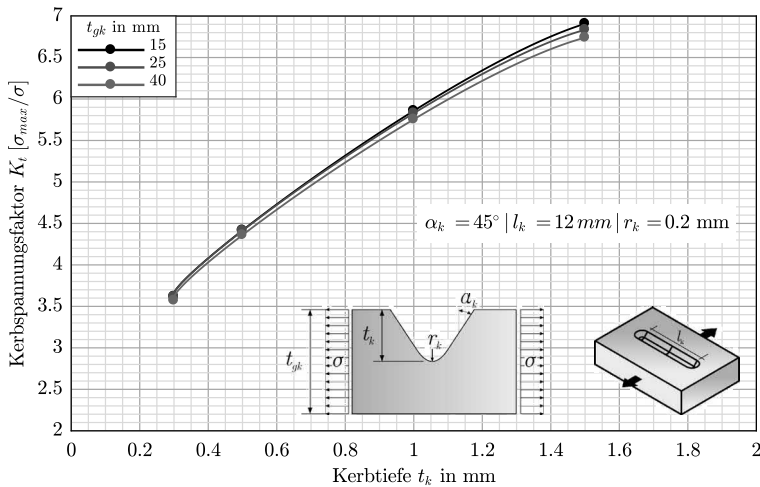 7
6.5
6
5.5
5
4.5
4
3.5
3
2.5
2
Kerbspannungsfaktor K_t [σ_max/σ]
t_gk in mm
15
25
40
α_k = 45° | l_k = 12 mm | r_k = 0.2 mm
a_k
t_k
r_k
t_gk
σ
σ
l_k
0
0.2
0.4
0.6
0.8
1
1.2
1.4
1.6
1.8
2
Kerbtiefe t_k in mm